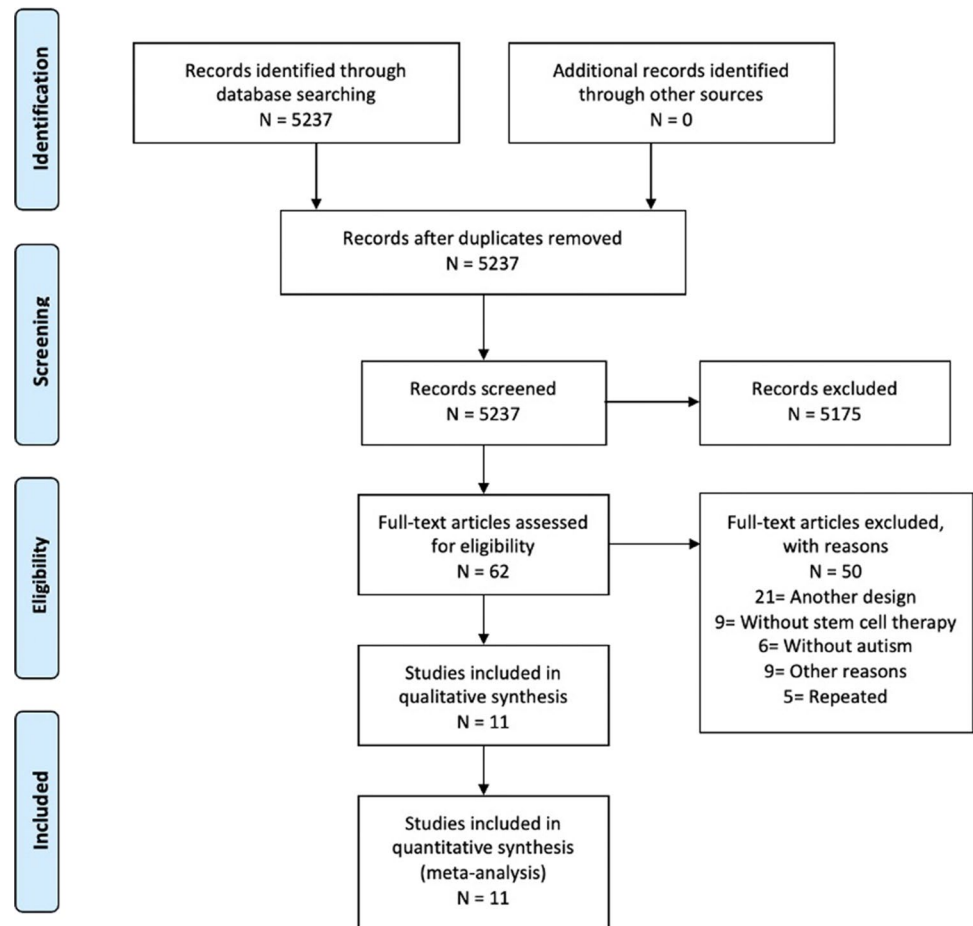 Identification
Records identified through
database searching
N = 5237
Additional records identified
through other sources
N = 0
Records after duplicates removed
N = 5237
Screening
Records screened
N = 5237
Records excluded
N = 5175
Eligibility
Full-text articles assessed
for eligibility
N = 62
Full-text articles excluded,
with reasons
N = 50
21= Another design
9= Without stem cell therapy
6= Without autism
9= Other reasons
5= Repeated
Studies included in
qualitative synthesis
N = 11
Included
Studies included in
quantitative synthesis
(meta-analysis)
N = 11